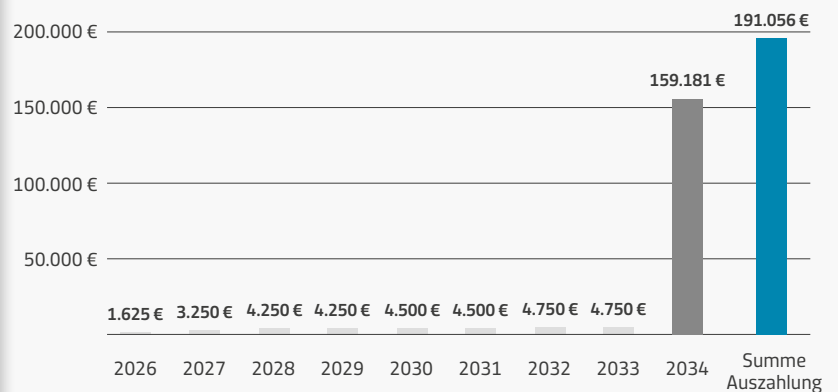 191.056 €
200.000 €
159.181 €
150.000 €
100.000 €
50.000 €
1.625 € 3.250 € 4.250 € 4.250 € 4.500 € 4.500 € 4.750 € 4.750 €
2026 2027 2028 2029 2030 2031 2032 2033 2034 Summe
Auszahlung